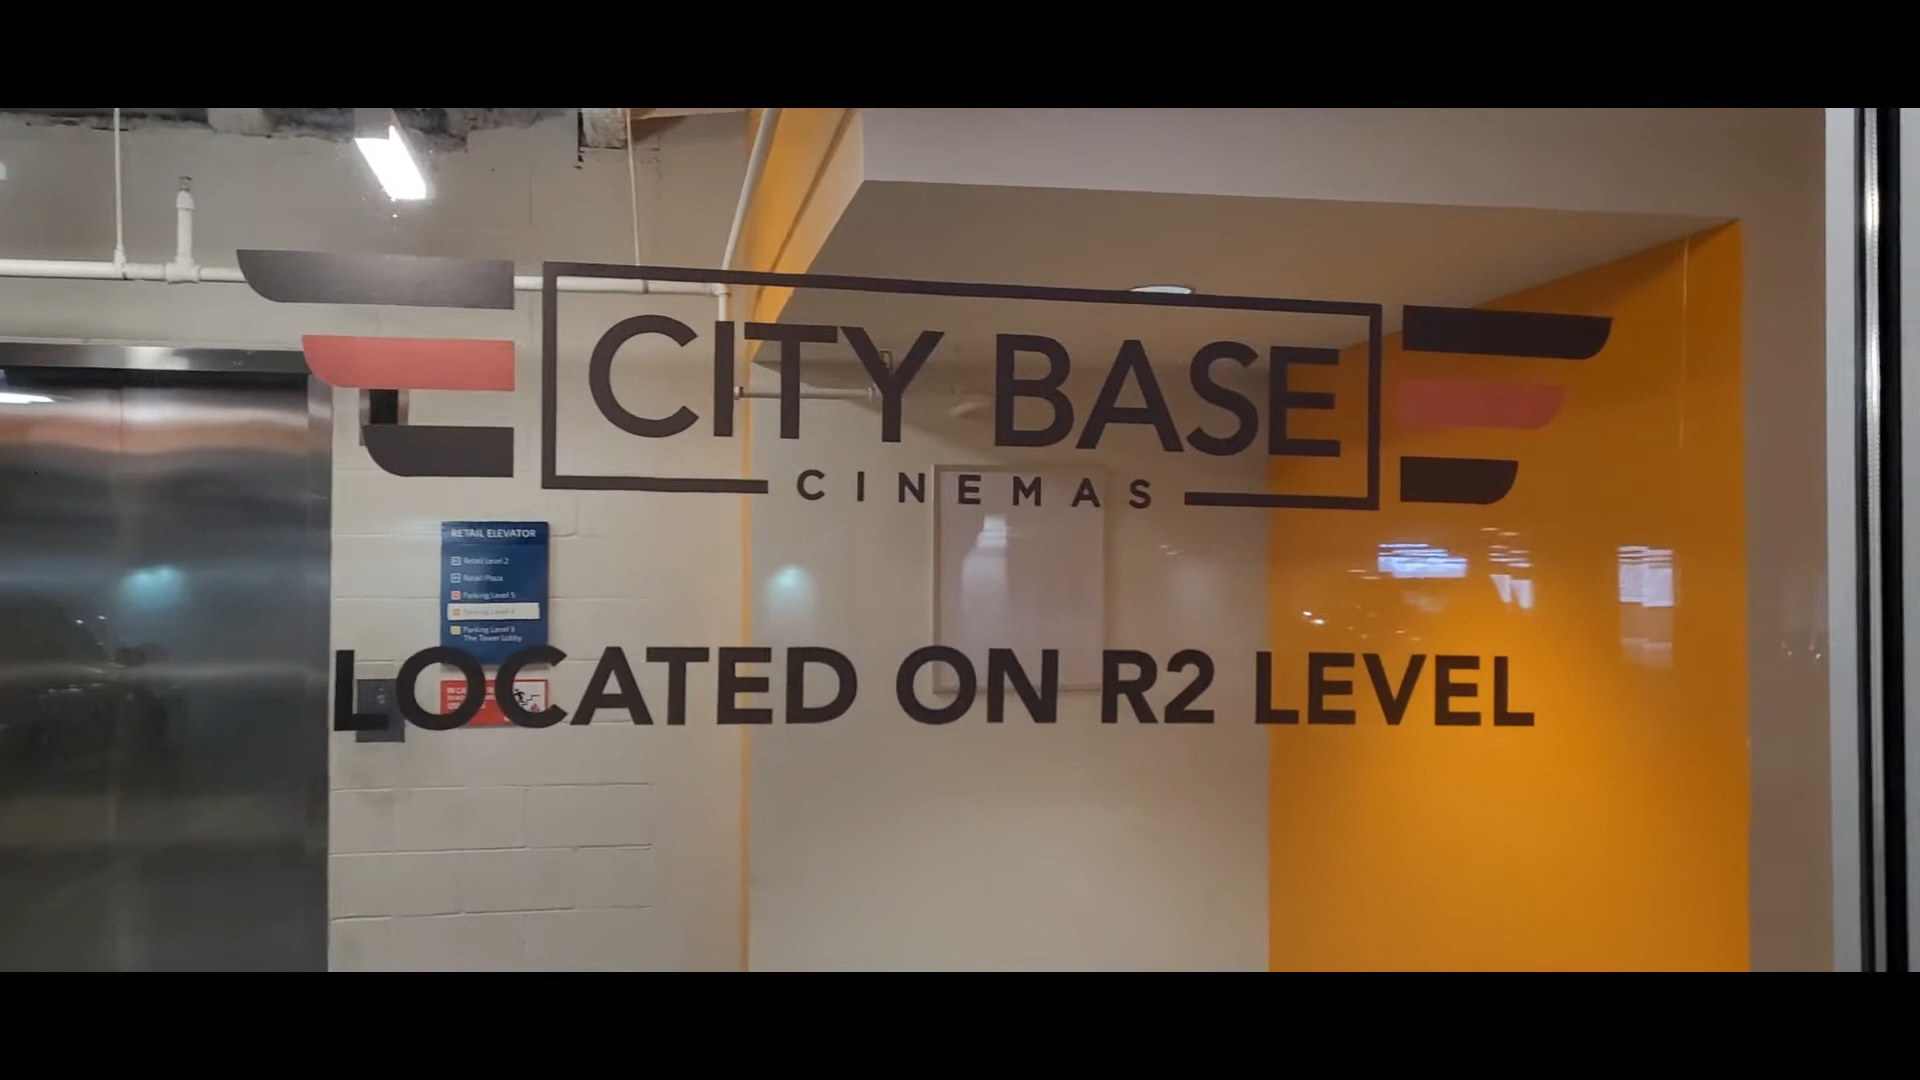 CITY BASE
CINEMAS
RETAIL ELEVATOR
Retail Level 2
Retail Plaza
Parking Level 5
Parking Level 3
The Tower Lobby
LOCATED ON R2 LEVEL